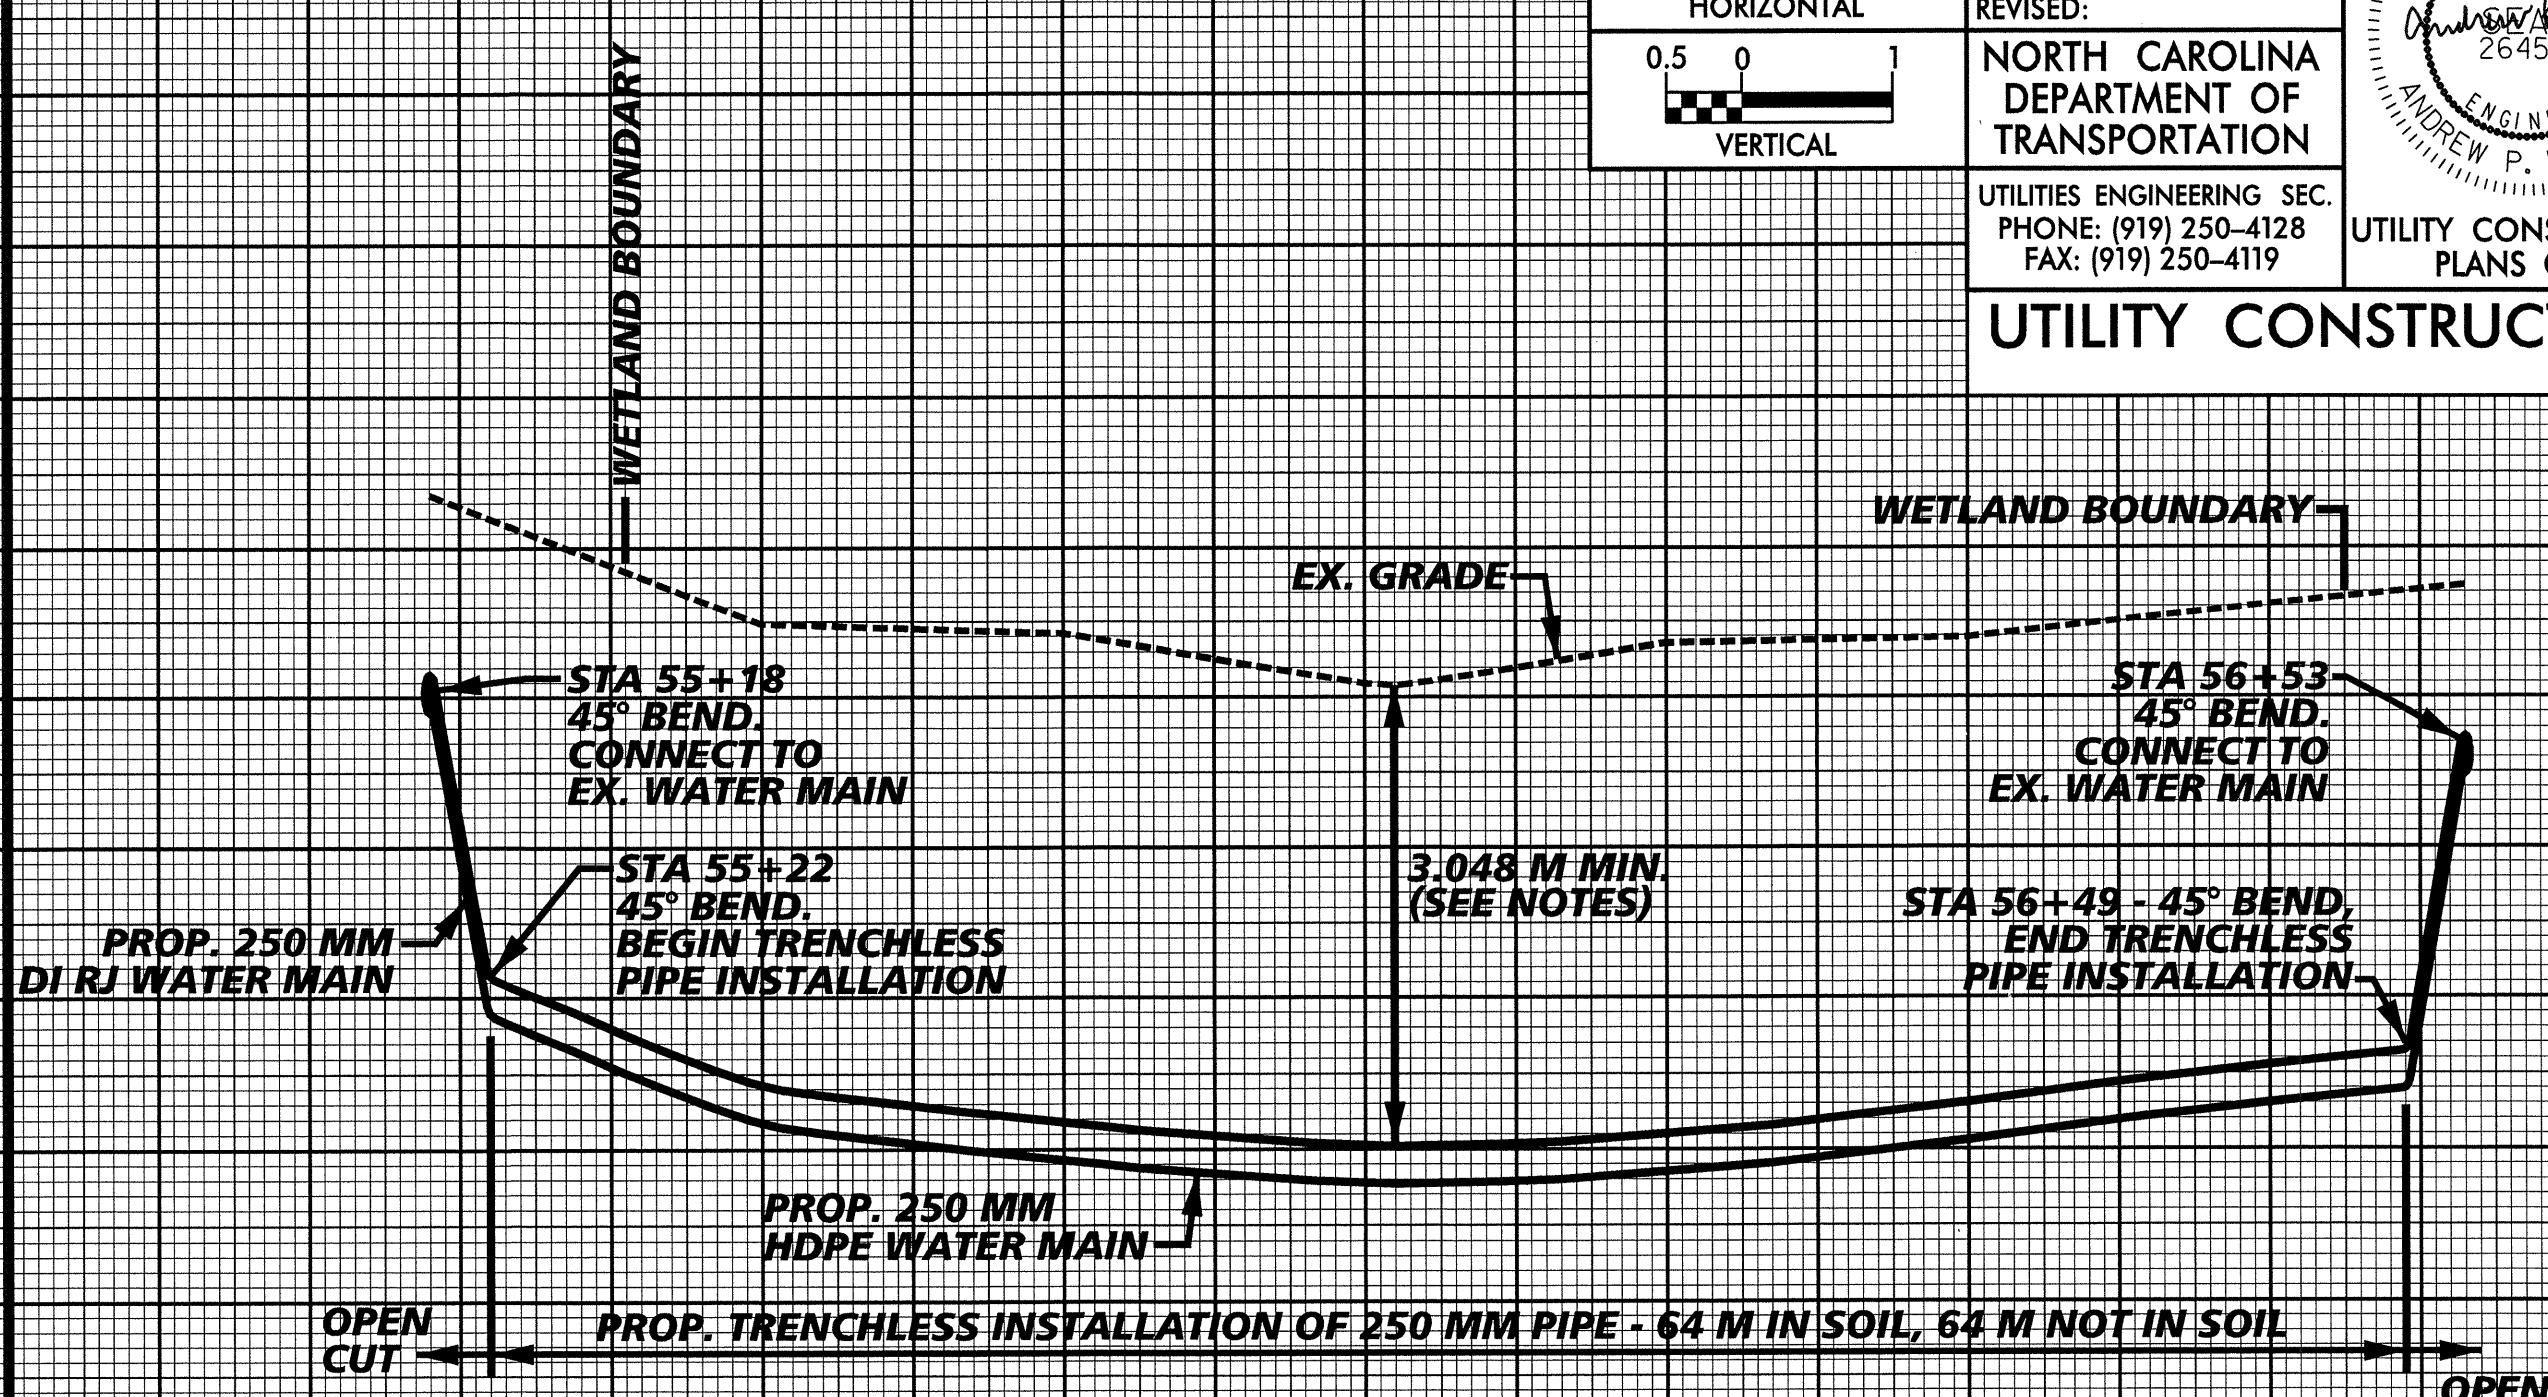 HORIZONTAL
0.5 0 1
VERTICAL
REVISED:
NORTH CAROLINA
DEPARTMENT OF
TRANSPORTATION
UTILITIES ENGINEERING SEC.
PHONE: (919) 250-4128
FAX: (919) 250-4119
2645
ANDREW P.
UTILITY
PLANS
UTILITY
WETLAND BOUNDARY
WETLAND BOUNDARY
EX. GRADE
STA 55+18
45° BEND.
CONNECT TO
EX. WATER MAIN
STA 56+53
45° BEND.
CONNECT TO
EX. WATER MAIN
STA 55+22
45° BEND.
BEGIN TRENCHLESS
PIPE INSTALLATION
3.048 M MIN.
(SEE NOTES)
STA 56+49 - 45° BEND,
END TRENCHLESS
PIPE INSTALLATION
PROP. 250 MM
DI RJ WATER MAIN
PROP. 250 MM
HDPE WATER MAIN
OPEN
CUT
PROP. TRENCHLESS INSTALLATION OF 250 MM PIPE - 64 M IN SOIL, 64 M NOT IN SOIL
OPEN